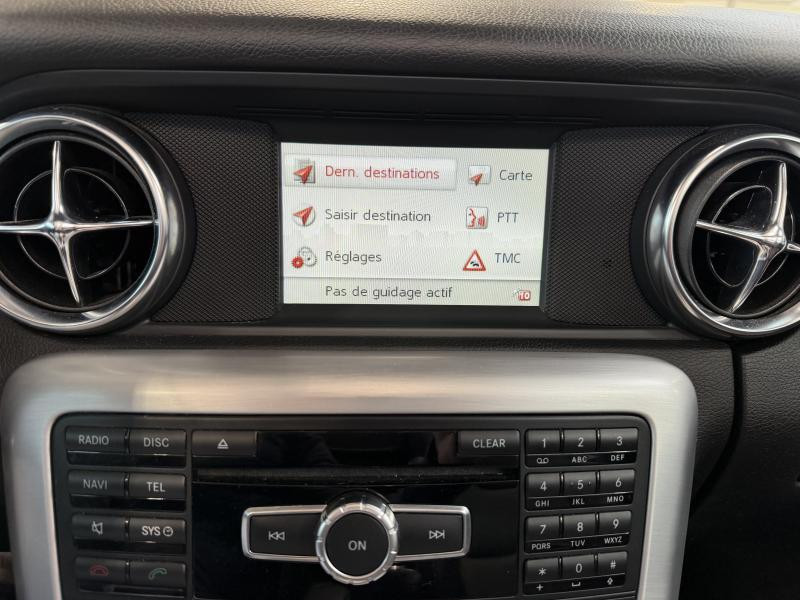 Dern. destinations
Carte
Saisir destination
PTT
Réglages
TMC
Pas de guidage actif
10
RADIO
DISC
CLEAR
1
2 ABC
3 DEF
NAVI
TEL
4 GHI
5 JKL
6 MNO
SYS
ON
7 PQRS
8 TUV
9 WXYZ
*
+
0
#